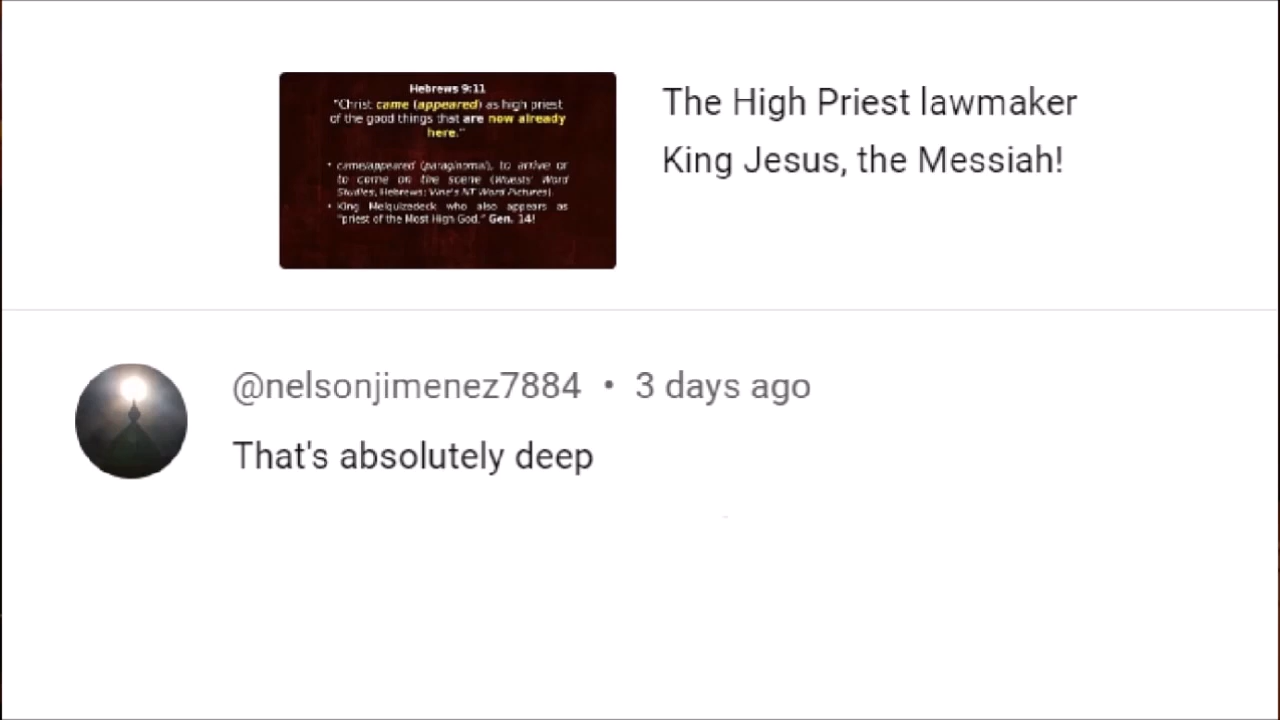 Hebrews 9:11
"Christ came (appeared) as high priest
of the good things that are now already
here."
• came/appeared (paraginomai), to arrive or
to come on the scene (Wuests' Word
Studies, Hebrews; Vine's NT Word Pictures).
• King Melquizedeck who also appears as
"priest of the Most High God." Gen. 14!
The High Priest lawmaker
King Jesus, the Messiah!
@nelsonjimenez7884 • 3 days ago
That's absolutely deep